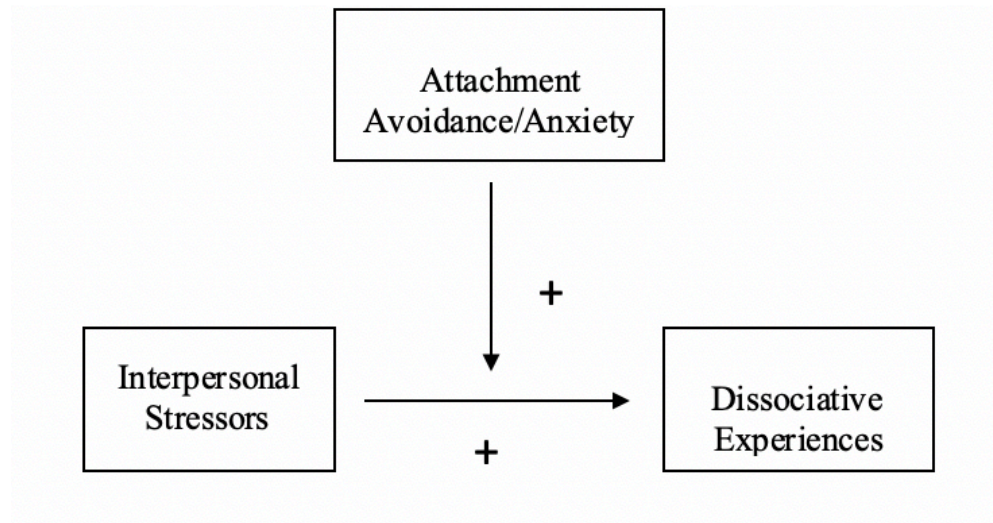 Attachment
Avoidance/Anxiety
+
Interpersonal
Stressors
Dissociative
Experiences
+